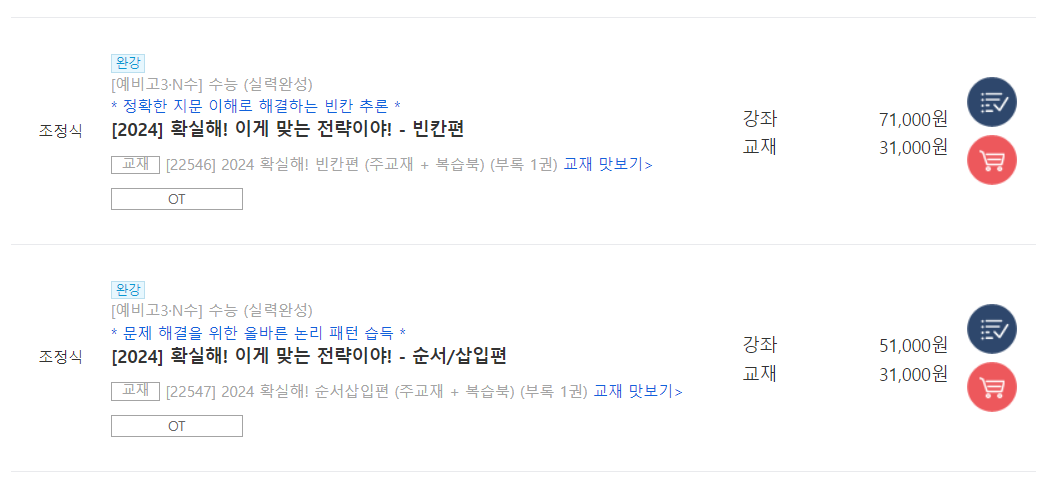 완강
[예비고3·N수] 수능 (실력완성)
* 정확한 지문 이해로 해결하는 빈칸 추론 *
조정식 [2024] 확실해! 이게 맞는 전략이야! - 빈칸편
강좌 71,000원
교재 31,000원
교재 [22546] 2024 확실해! 빈칸편 (주교재 + 복습북) (부록 1권) 교재 맛보기>
OT
완강
[예비고3·N수] 수능 (실력완성)
* 문제 해결을 위한 올바른 논리 패턴 습득 *
조정식 [2024] 확실해! 이게 맞는 전략이야! - 순서/삽입편
강좌 51,000원
교재 31,000원
교재 [22547] 2024 확실해! 순서삽입편 (주교재 + 복습북) (부록 1권) 교재 맛보기>
OT